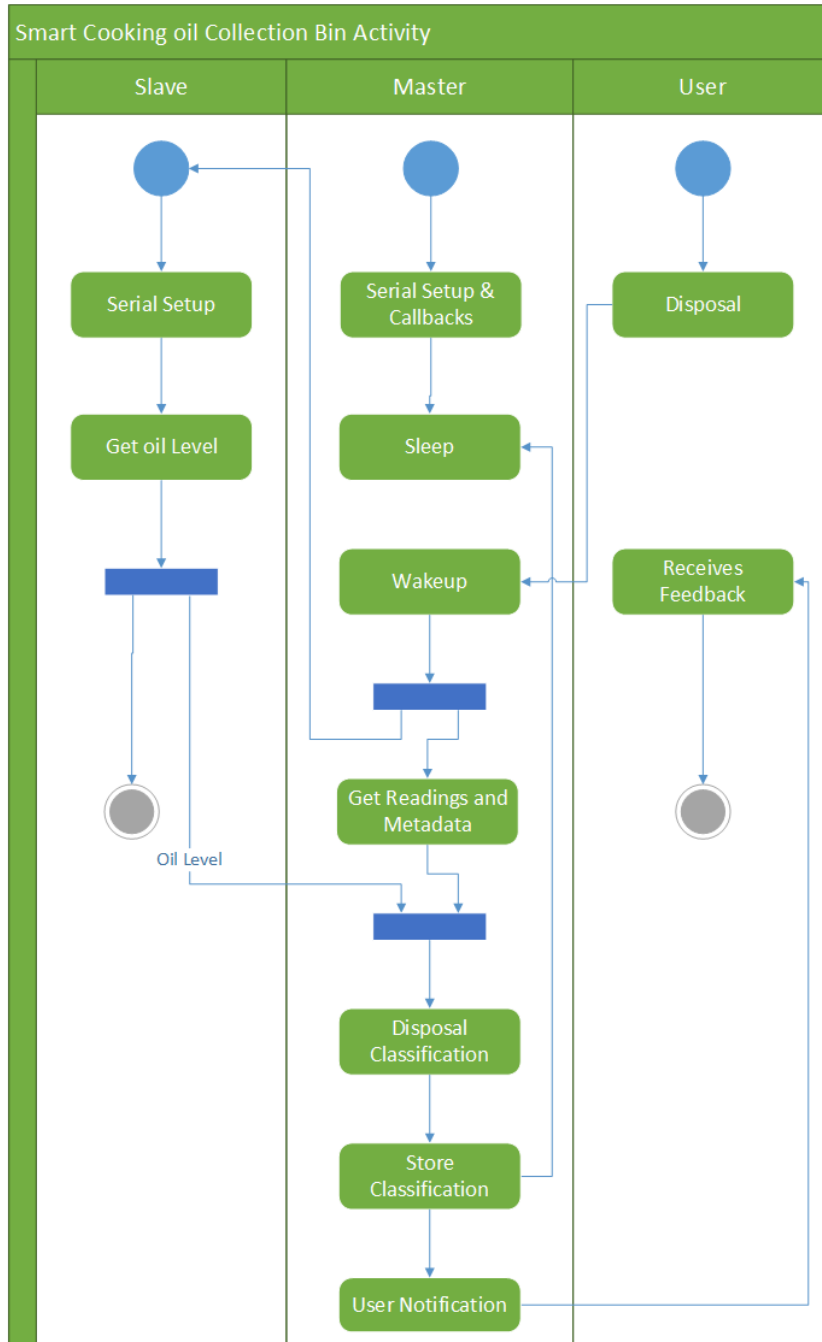 Smart Cooking oil Collection Bin Activity
Slave
Master
User
Serial Setup
Serial Setup &
Callbacks
Disposal
Get oil Level
Sleep
Wakeup
Receives
Feedback
Get Readings and
Metadata
Oil Level
Disposal
Classification
Store
Classification
User Notification